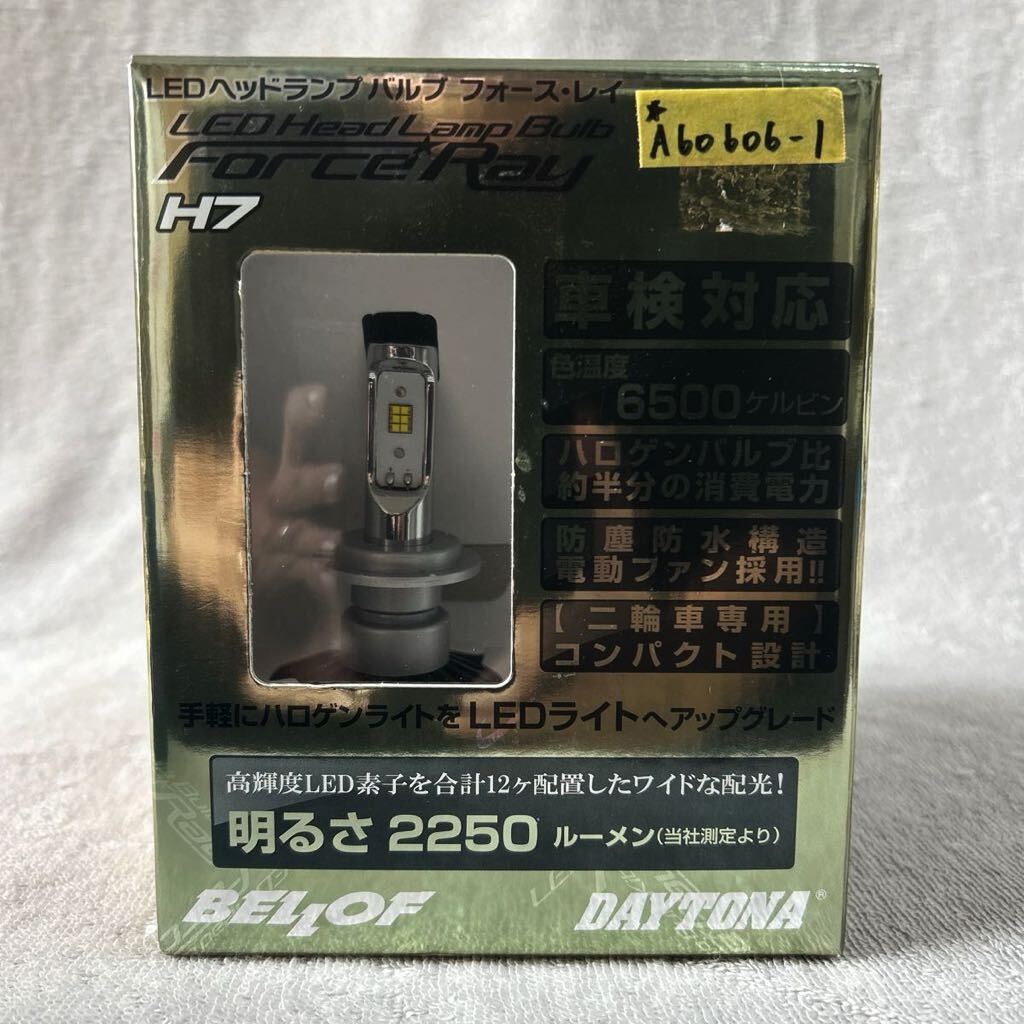 LEDヘッドランプ バルブ フォース・レイ
LED Head Lamp Bulb
Force Ray
H7
★A60606-1
車検対応
色温度
6500ケルビン
ハロゲンバルブ比
約半分の消費電力
防塵防水構造
電動ファン採用!!
【二輪車専用】
コンパクト設計
手軽にハロゲンライトをLEDライトへアップグレード
高輝度LED素子を合計12ヶ配置したワイドな配光!
明るさ 2250 ルーメン(当社測定より)
BELLOF
DAYTONA®